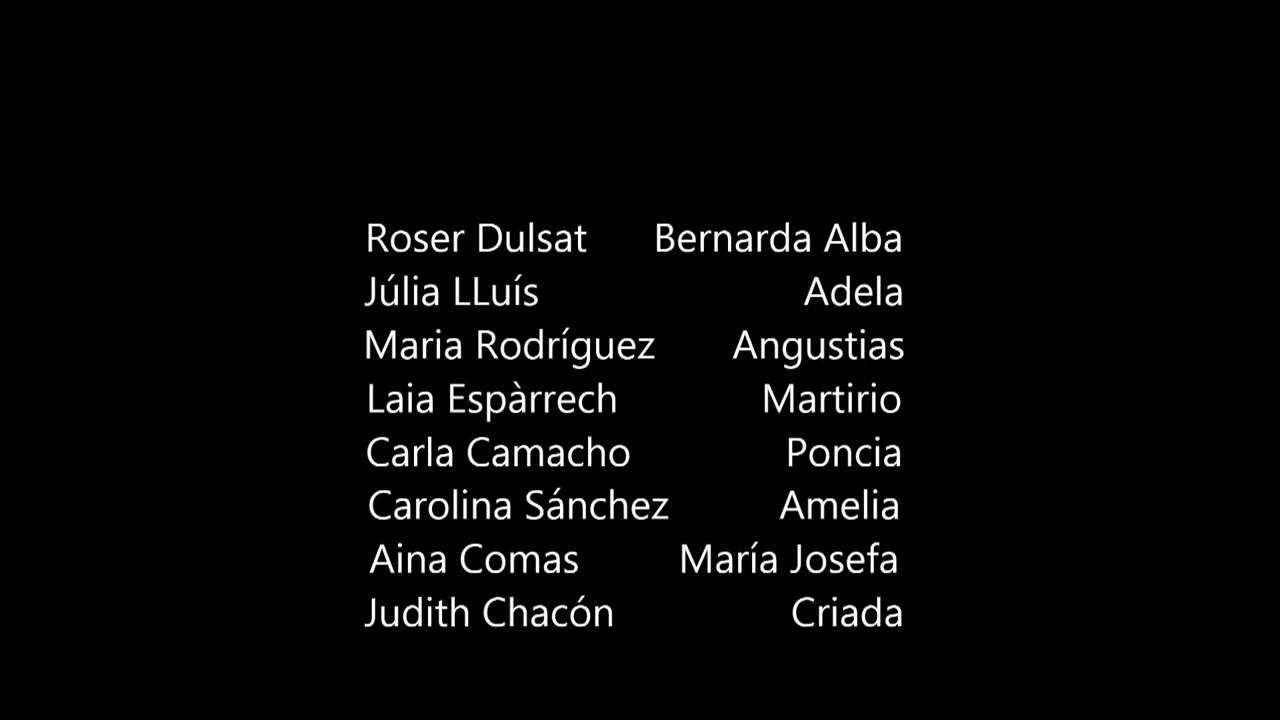 Roser Dulsat Bernarda Alba
Júlia LLuís Adela
Maria Rodríguez Angustias
Laia Espàrrech Martirio
Carla Camacho Poncia
Carolina Sánchez Amelia
Aina Comas María Josefa
Judith Chacón Criada